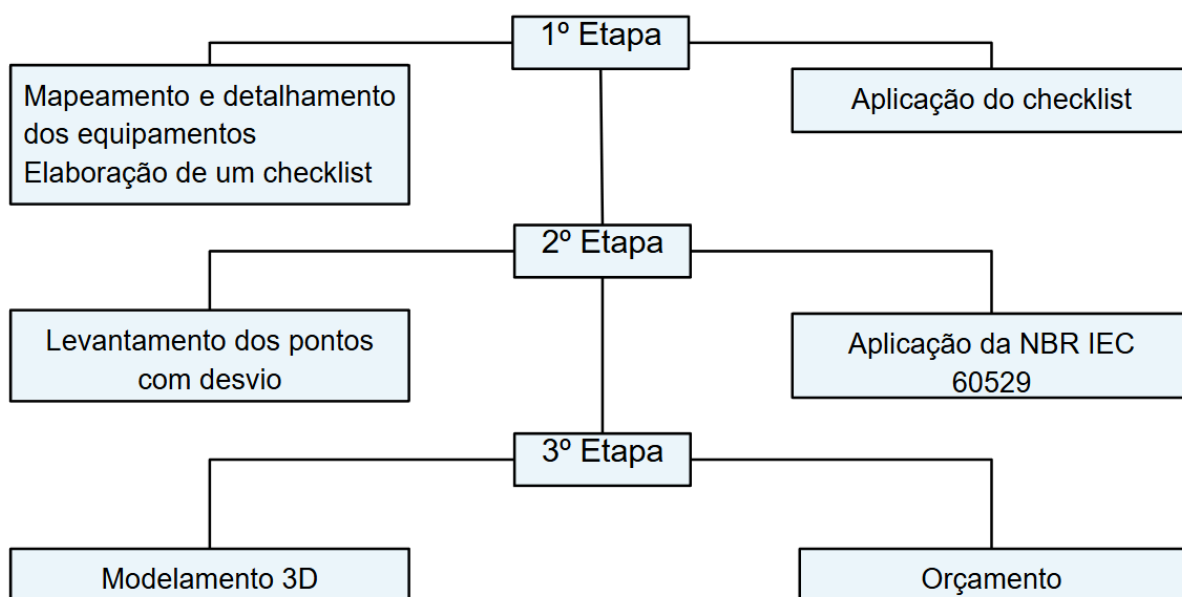 1º Etapa
Mapeamento e detalhamento
dos equipamentos
Elaboração de um checklist
Aplicação do checklist
2º Etapa
Levantamento dos pontos
com desvio
Aplicação da NBR IEC
60529
3º Etapa
Modelamento 3D
Orçamento